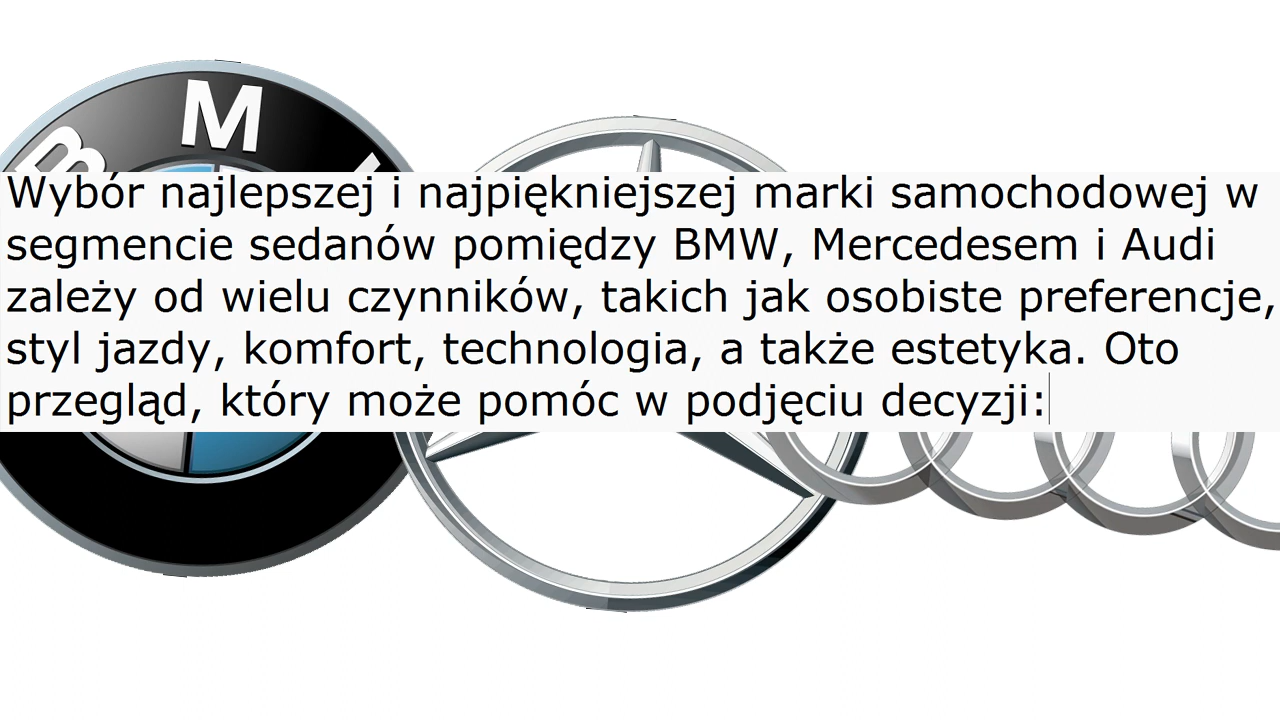 B M
Wybór najlepszej i najpiękniejszej marki samochodowej w
segmencie sedanów pomiędzy BMW, Mercedesem i Audi
zależy od wielu czynników, takich jak osobiste preferencje,
styl jazdy, komfort, technologia, a także estetyka. Oto
przegląd, który może pomóc w podjęciu decyzji: